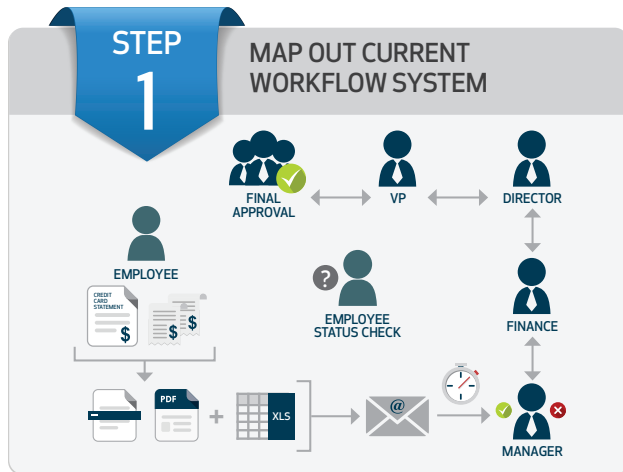 STEP
1
MAP OUT CURRENT
WORKFLOW SYSTEM
FINAL
APPROVAL
VP
DIRECTOR
EMPLOYEE
CREDIT
CARD
STATEMENT
$
$
$
?
EMPLOYEE
STATUS CHECK
FINANCE
PDF
+
XLS
@
MANAGER